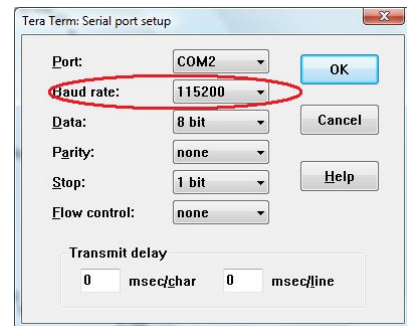 Tera Term: Serial port setup
Port: COM2 OK
Baud rate: 115200
Data: 8 bit Cancel
Parity: none
Stop: 1 bit Help
Flow control: none
Transmit delay
0 msec/char 0 msec/line